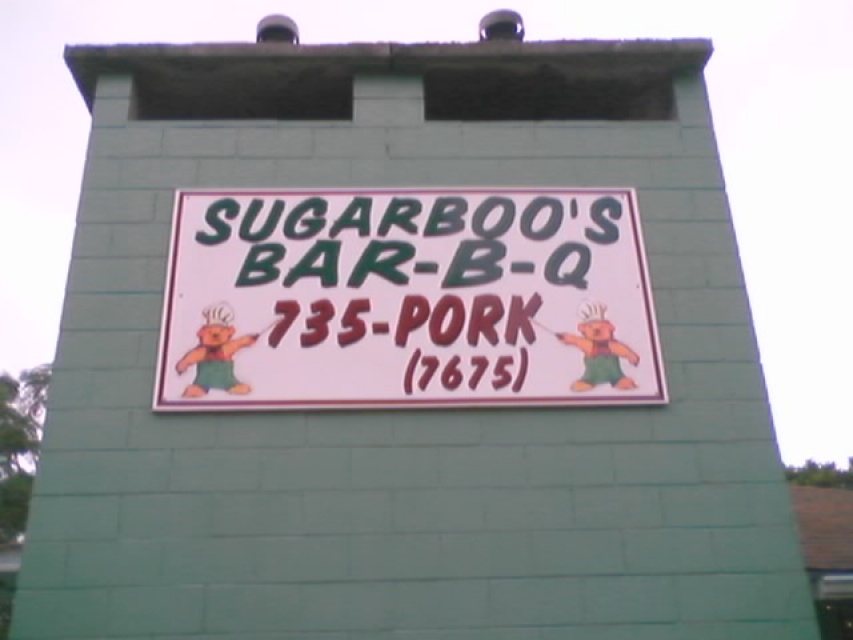 SUGARBOO'S
BAR-B-Q
735-PORK
(7675)